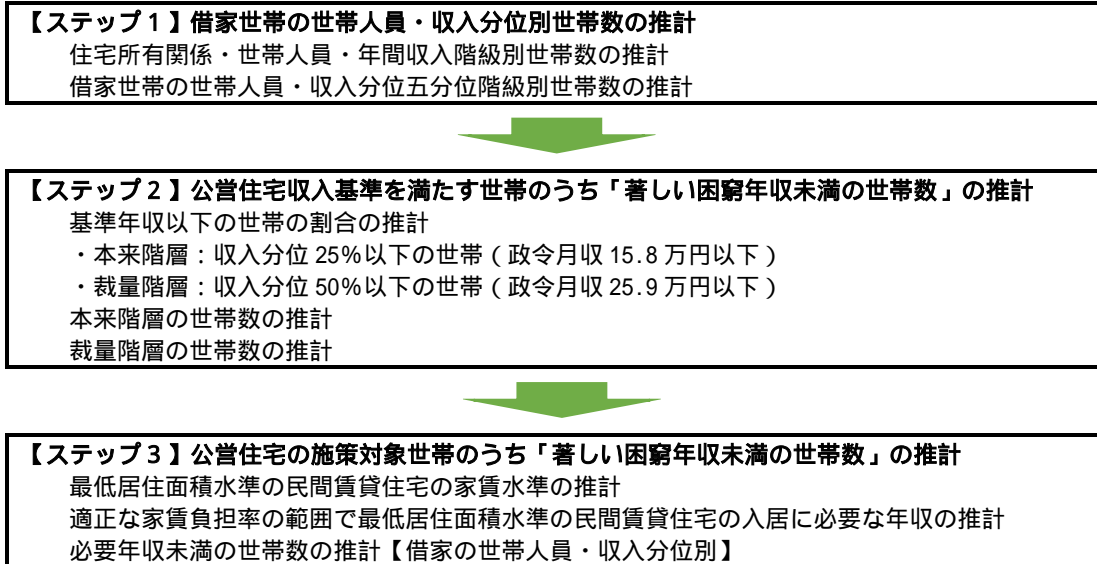 【ステップ1】借家世帯の世帯人員・収入分位別世帯数の推計
住宅所有関係・世帯人員・年間収入階級別世帯数の推計
借家世帯の世帯人員・収入分位五分位階級別世帯数の推計
【ステップ2】公営住宅収入基準を満たす世帯のうち「著しい困窮年収未満の世帯数」の推計
基準年収以下の世帯の割合の推計
・本来階層：収入分位 25%以下の世帯（政令月収 15.8 万円以下）
・裁量階層：収入分位 50%以下の世帯（政令月収 25.9 万円以下）
本来階層の世帯数の推計
裁量階層の世帯数の推計
【ステップ3】公営住宅の施策対象世帯のうち「著しい困窮年収未満の世帯数」の推計
最低居住面積水準の民間賃貸住宅の家賃水準の推計
適正な家賃負担率の範囲で最低居住面積水準の民間賃貸住宅の入居に必要な年収の推計
必要年収未満の世帯数の推計【借家の世帯人員・収入分位別】